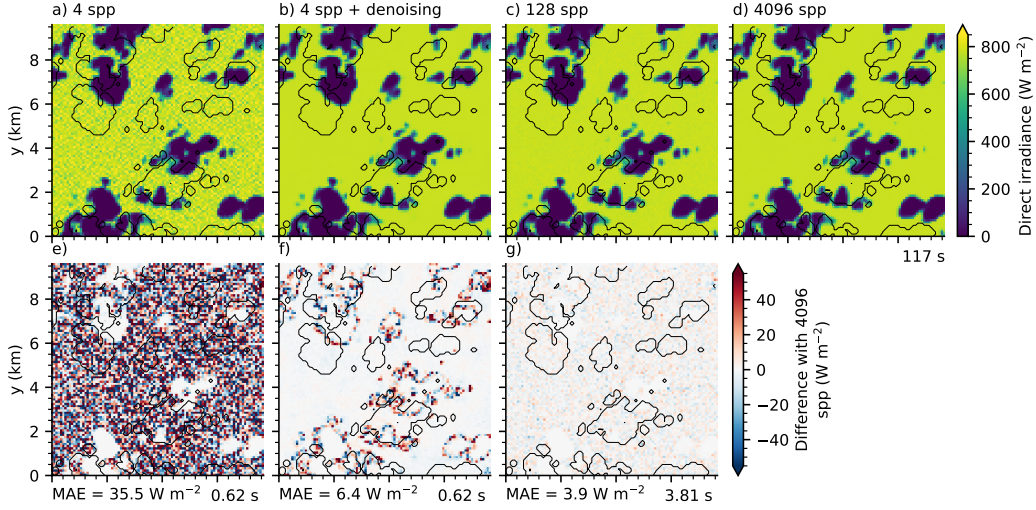 a) 4 spp
b) 4 spp + denoising
c) 128 spp
d) 4096 spp
y (km)
8
6
4
2
0
800
600
400
200
0
Direct irradiance (W m⁻²)
117 s
e)
f)
g)
y (km)
8
6
4
2
0
40
20
0
−20
−40
Difference with 4096
spp (W m⁻²)
MAE = 35.5 W m⁻² 0.62 s
MAE = 6.4 W m⁻² 0.62 s
MAE = 3.9 W m⁻² 3.81 s